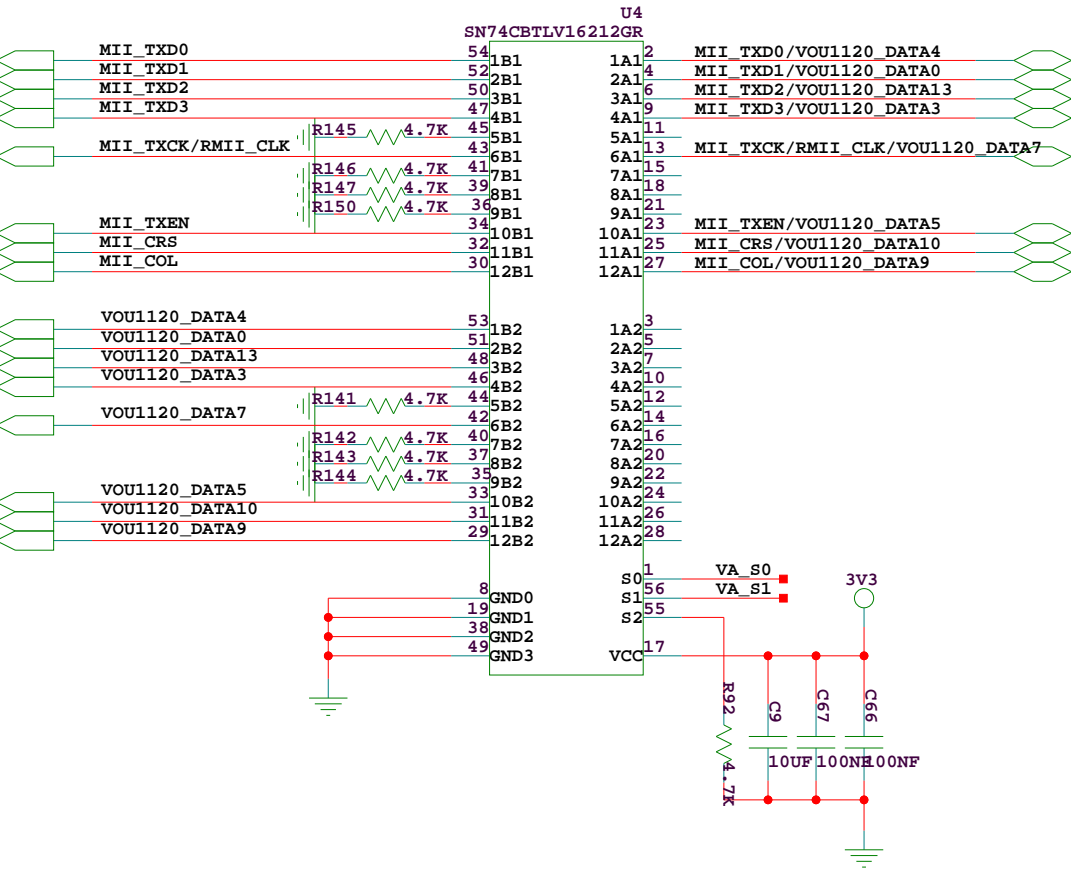 U4
SN74CBTLV16212GR
MII_TXD0 54 1B1 1A1 2 MII_TXD0/VOU1120_DATA4
MII_TXD1 52 2B1 2A1 4 MII_TXD1/VOU1120_DATA0
MII_TXD2 50 3B1 3A1 6 MII_TXD2/VOU1120_DATA13
MII_TXD3 47 4B1 4A1 9 MII_TXD3/VOU1120_DATA3
R145 4.7K 45 5B1 5A1 11
MII_TXCK/RMII_CLK 43 6B1 6A1 13 MII_TXCK/RMII_CLK/VOU1120_DATA7
R146 4.7K 41 7B1 7A1 15
R147 4.7K 39 8B1 8A1 18
R150 4.7K 36 9B1 9A1 21
MII_TXEN 34 10B1 10A1 23 MII_TXEN/VOU1120_DATA5
MII_CRS 32 11B1 11A1 25 MII_CRS/VOU1120_DATA10
MII_COL 30 12B1 12A1 27 MII_COL/VOU1120_DATA9
VOU1120_DATA4 53 1B2 1A2 3
VOU1120_DATA0 51 2B2 2A2 5
VOU1120_DATA13 48 3B2 3A2 7
VOU1120_DATA3 46 4B2 4A2 10
R141 4.7K 44 5B2 5A2 12
VOU1120_DATA7 42 6B2 6A2 14
R142 4.7K 40 7B2 7A2 16
R143 4.7K 37 8B2 8A2 20
R144 4.7K 35 9B2 9A2 22
VOU1120_DATA5 33 10B2 10A2 24
VOU1120_DATA10 31 11B2 11A2 26
VOU1120_DATA9 29 12B2 12A2 28
S0 1 VA_S0
8 GND0 S1 56 VA_S1
19 GND1 S2 55
38 GND2
49 GND3 VCC 17
3V3
R92 C9 C67 C66
4.7K 10UF 100NF 100NF